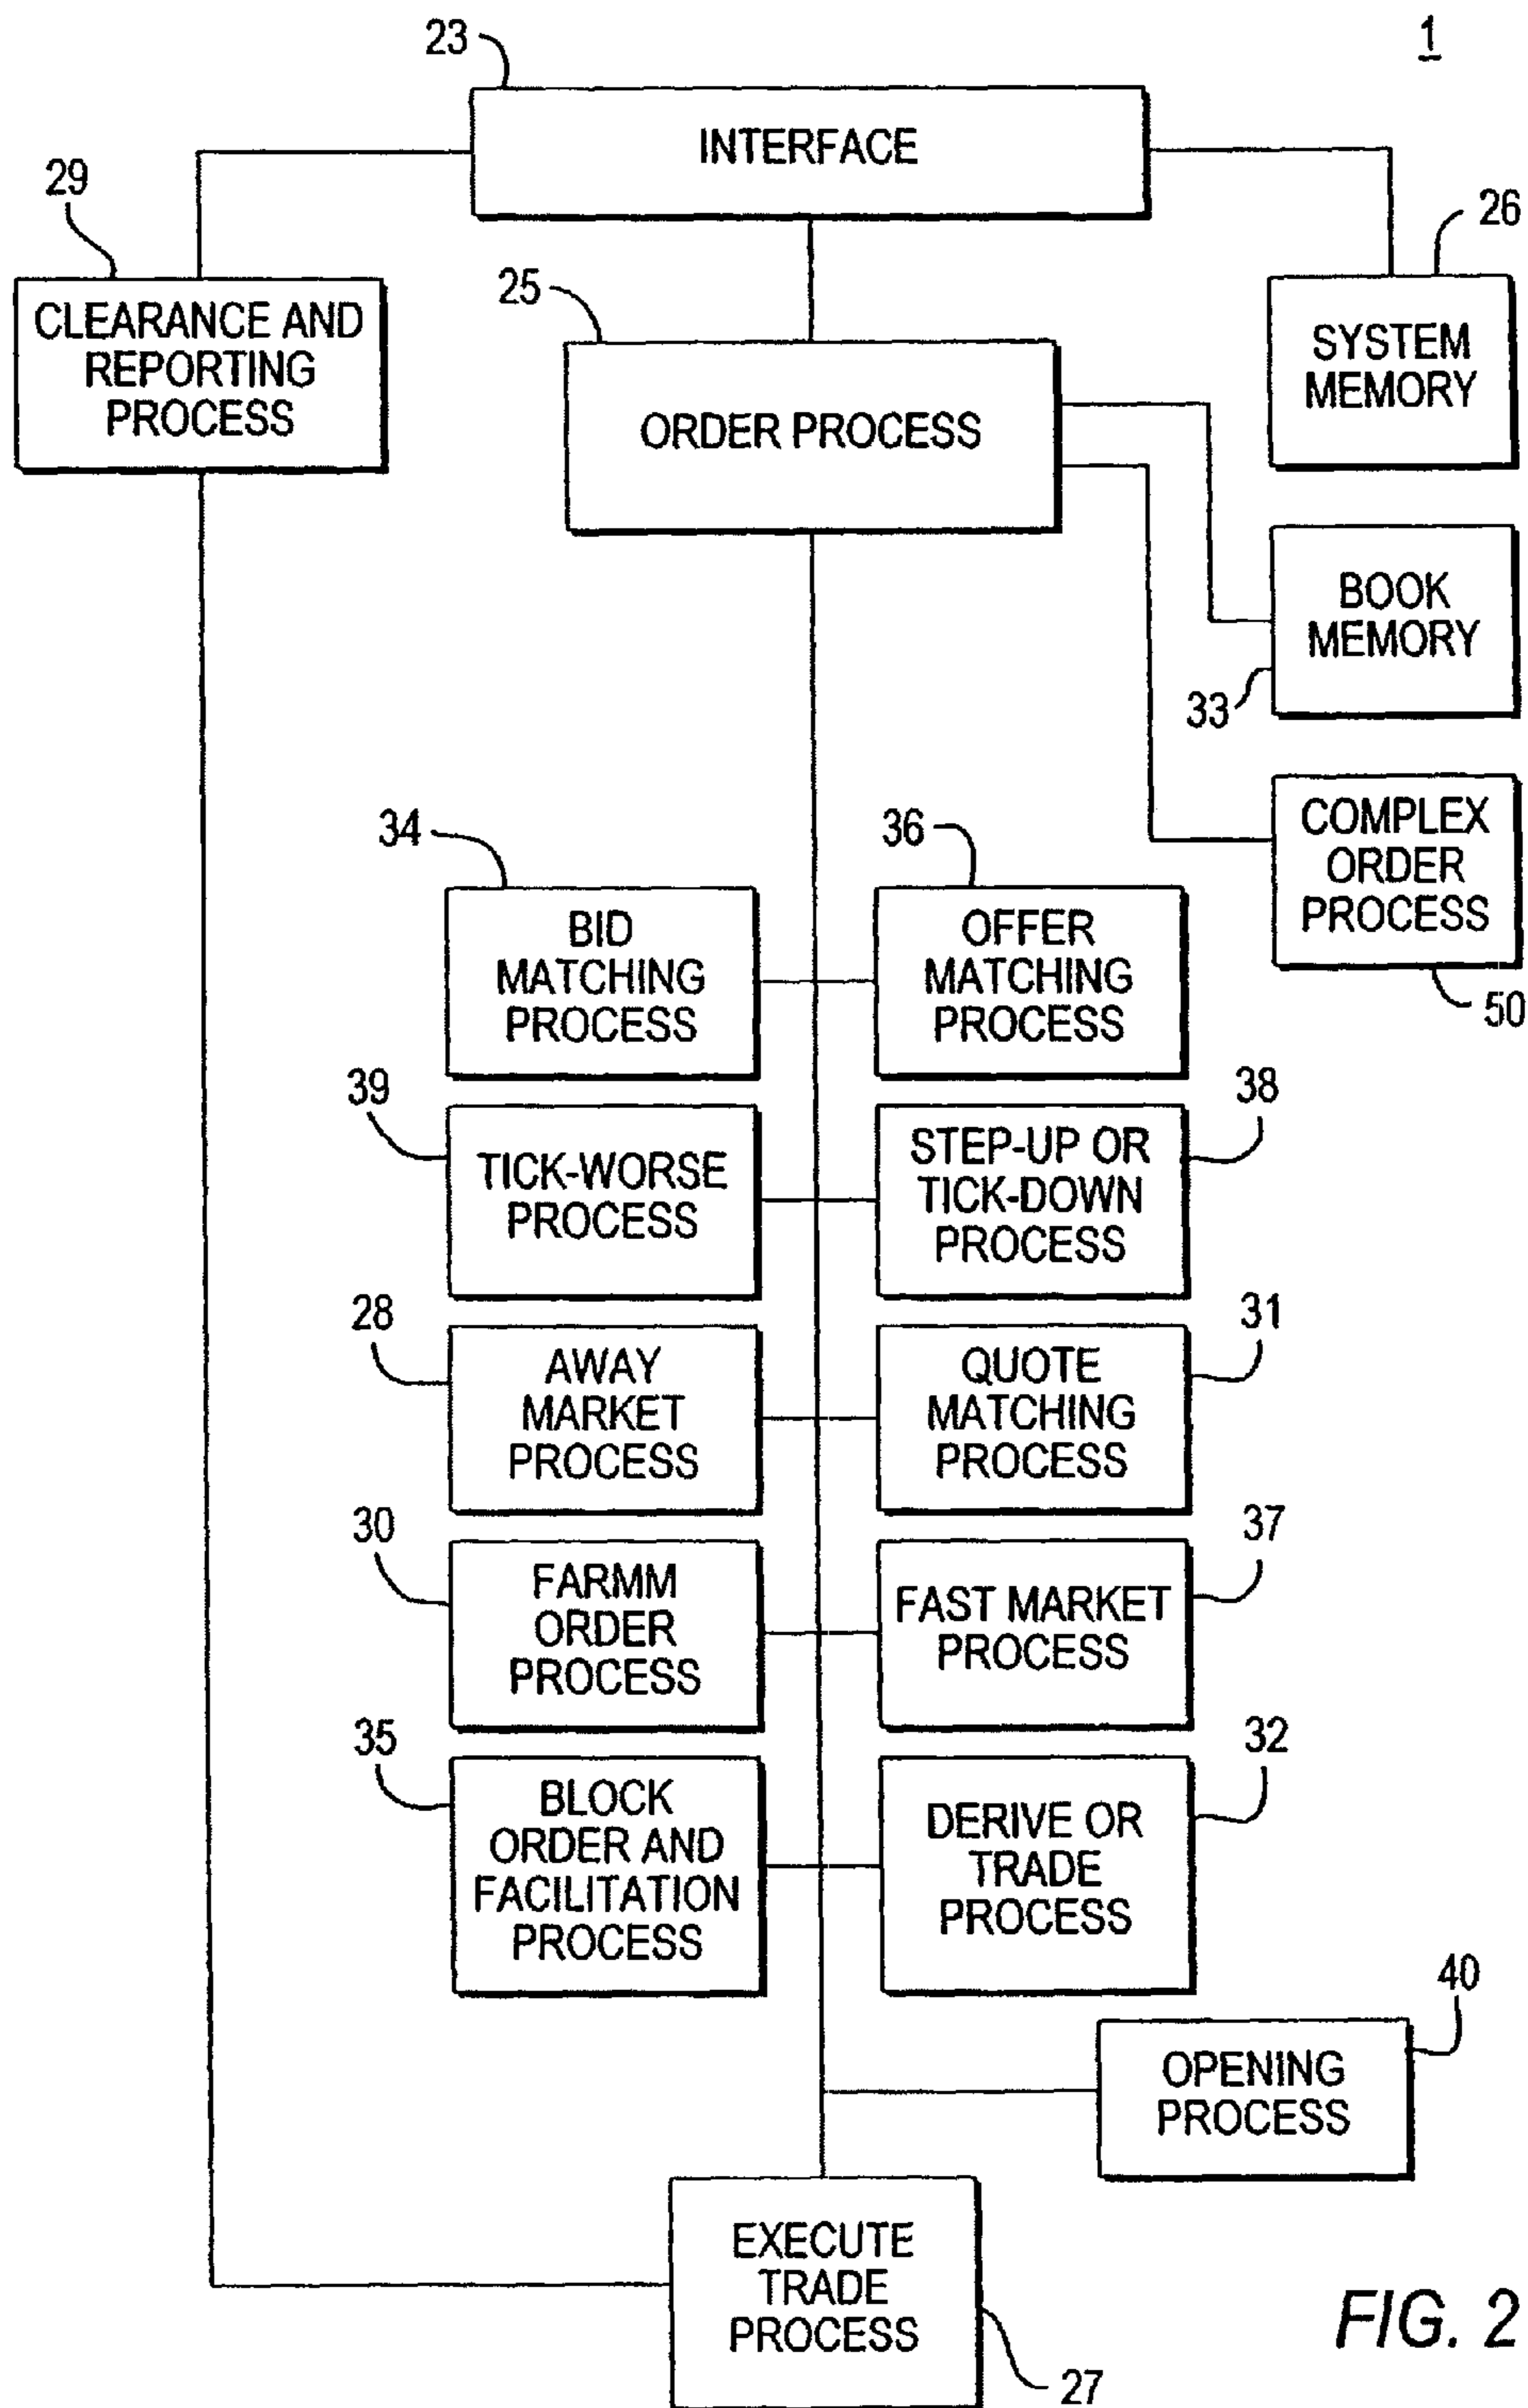 1
23
INTERFACE
29
CLEARANCE AND
REPORTING
PROCESS
25
ORDER PROCESS
26
SYSTEM
MEMORY
BOOK
MEMORY
33
COMPLEX
ORDER
PROCESS
50
34
BID
MATCHING
PROCESS
36
OFFER
MATCHING
PROCESS
39
TICK-WORSE
PROCESS
38
STEP-UP OR
TICK-DOWN
PROCESS
28
AWAY
MARKET
PROCESS
31
QUOTE
MATCHING
PROCESS
30
FARMM
ORDER
PROCESS
37
FAST MARKET
PROCESS
35
BLOCK
ORDER AND
FACILITATION
PROCESS
32
DERIVE OR
TRADE
PROCESS
40
OPENING
PROCESS
EXECUTE
TRADE
PROCESS
27
FIG. 2